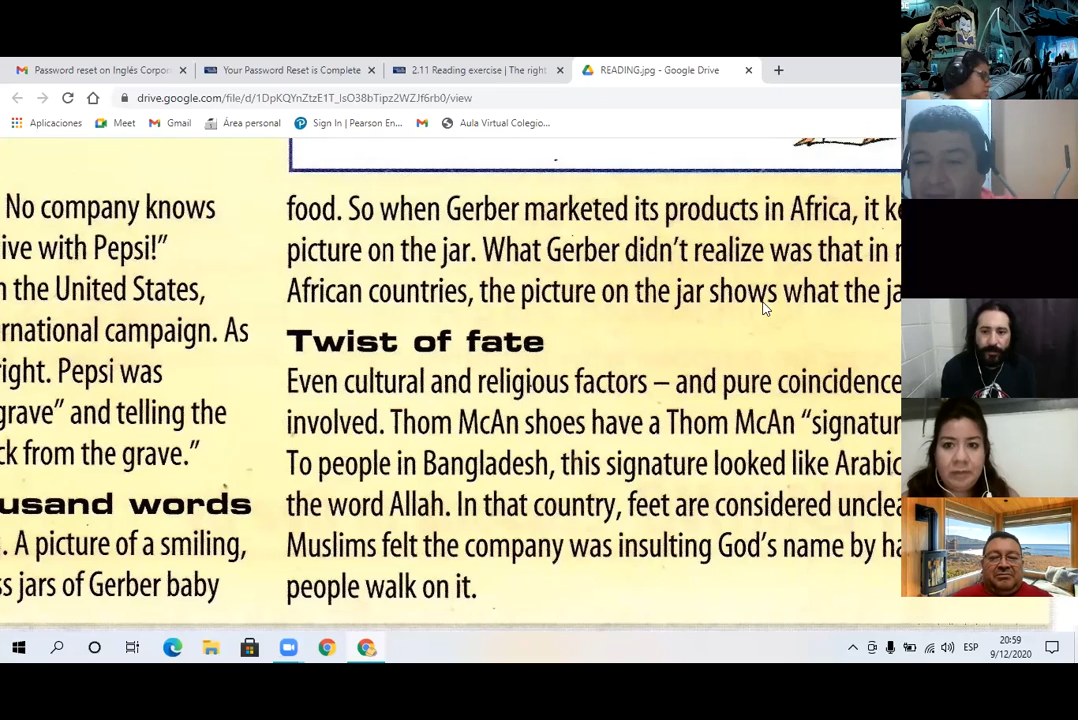 Password reset on Inglés Corpor
Your Password Reset is Complete
2.11 Reading exercise | The right
READING.jpg - Google Drive
drive.google.com/file/d/1DpKQYnZtzE1T_lsO38bTipz2WZJf6rb0/view
Aplicaciones
Meet
Gmail
Área personal
Sign In | Pearson En...
Aula Virtual Colegio...
No company knows
ive with Pepsi!”
n the United States,
rnational campaign. As
right. Pepsi was
grave” and telling the
ck from the grave.”
usand words
. A picture of a smiling,
ss jars of Gerber baby
food. So when Gerber marketed its products in Africa, it ke
picture on the jar. What Gerber didn’t realize was that in
African countries, the picture on the jar shows what the ja
Twist of fate
Even cultural and religious factors – and pure coincidence
involved. Thom McAn shoes have a Thom McAn “signatur
To people in Bangladesh, this signature looked like Arabic
the word Allah. In that country, feet are considered unclea
Muslims felt the company was insulting God’s name by ha
people walk on it.
ESP
20:59
9/12/2020